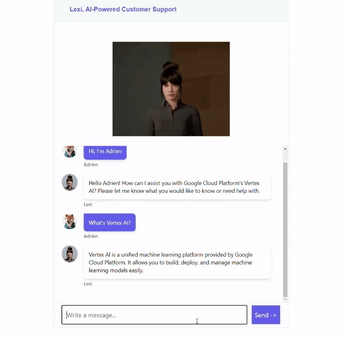 Lexi, AI-Powered Customer Support
Hi, I'm Adrien
Adrien
Hello Adrien! How can I assist you with Google Cloud Platform's Vertex
AI? Please let me know what you would like to know or need help with.
Lexi
What's Vertex AI?
Adrien
Vertex AI is a unified machine learning platform provided by Google
Cloud Platform. It allows you to build, deploy, and manage machine
learning models easily.
Lexi
Write a message...
Send ->